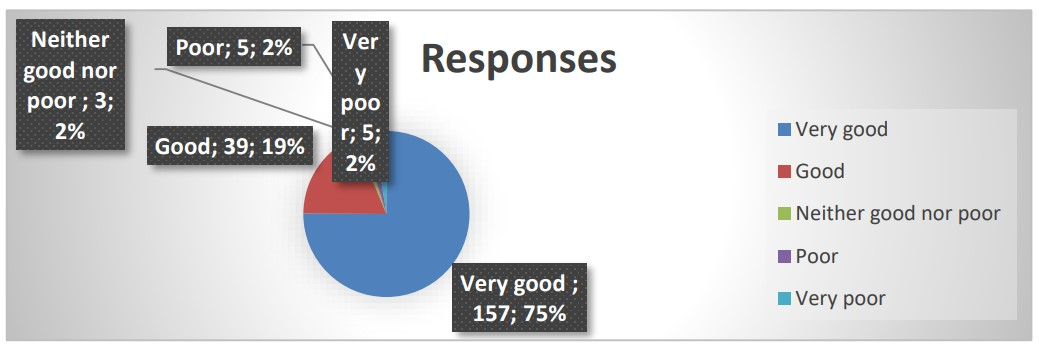 Responses
Neither
good nor
poor ; 3;
2%
Poor; 5; 2%
Ver
y
poo
r; 5;
2%
Good; 39; 19%
Very good ;
157; 75%
Very good
Good
Neither good nor poor
Poor
Very poor